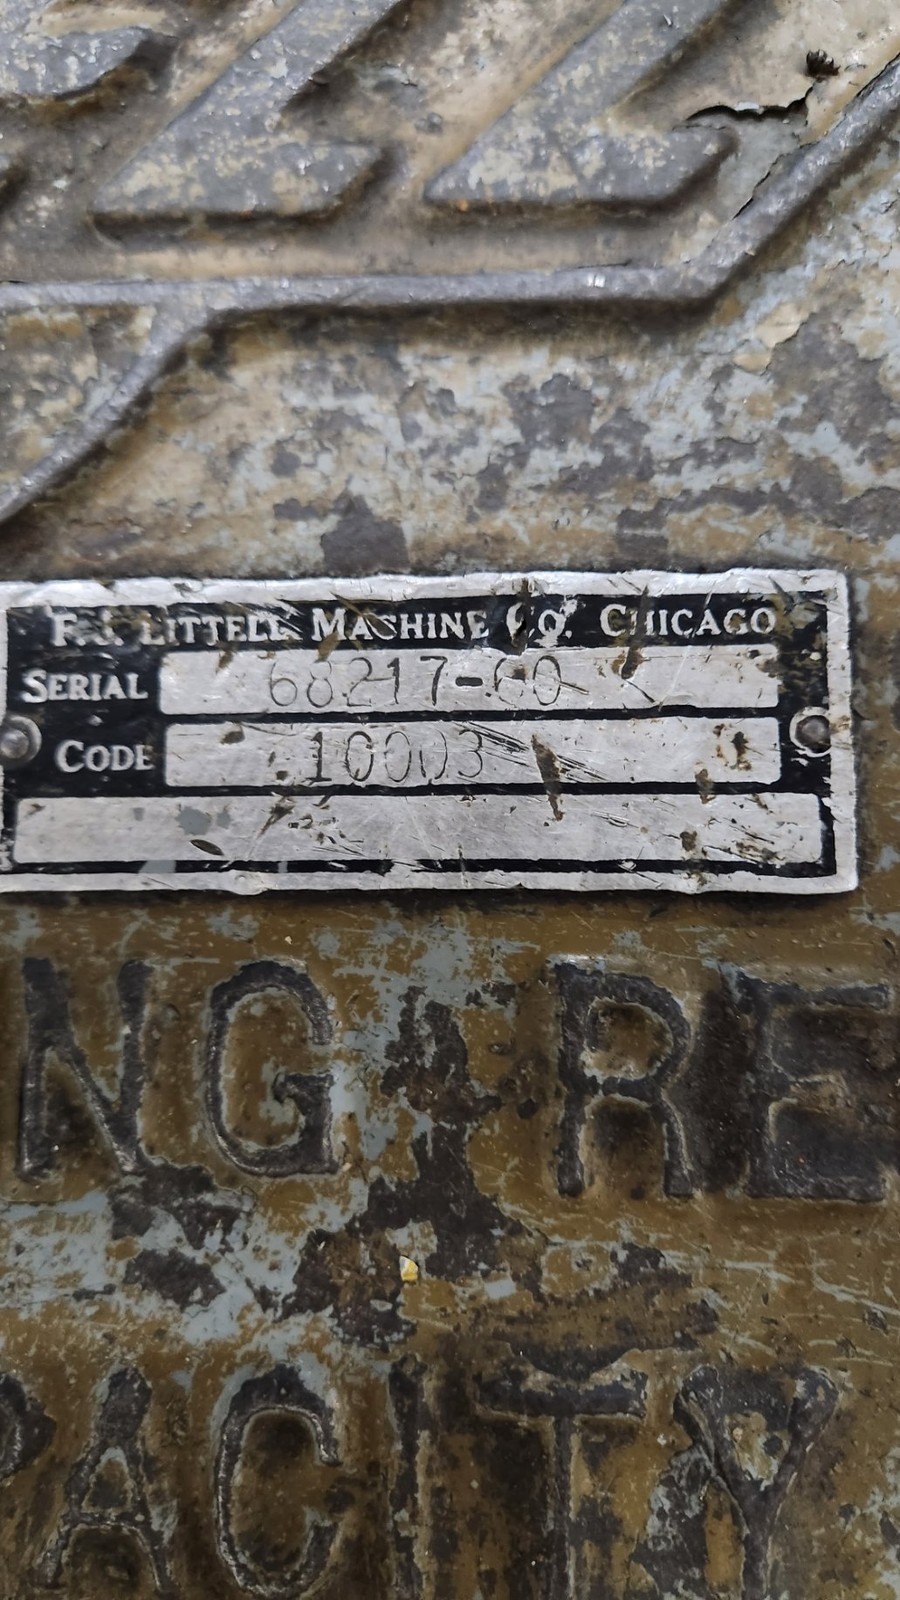 F. J. LITTELL MACHINE CO. CHICAGO
SERIAL 68217-60
CODE 10003
NG RE
ACITY